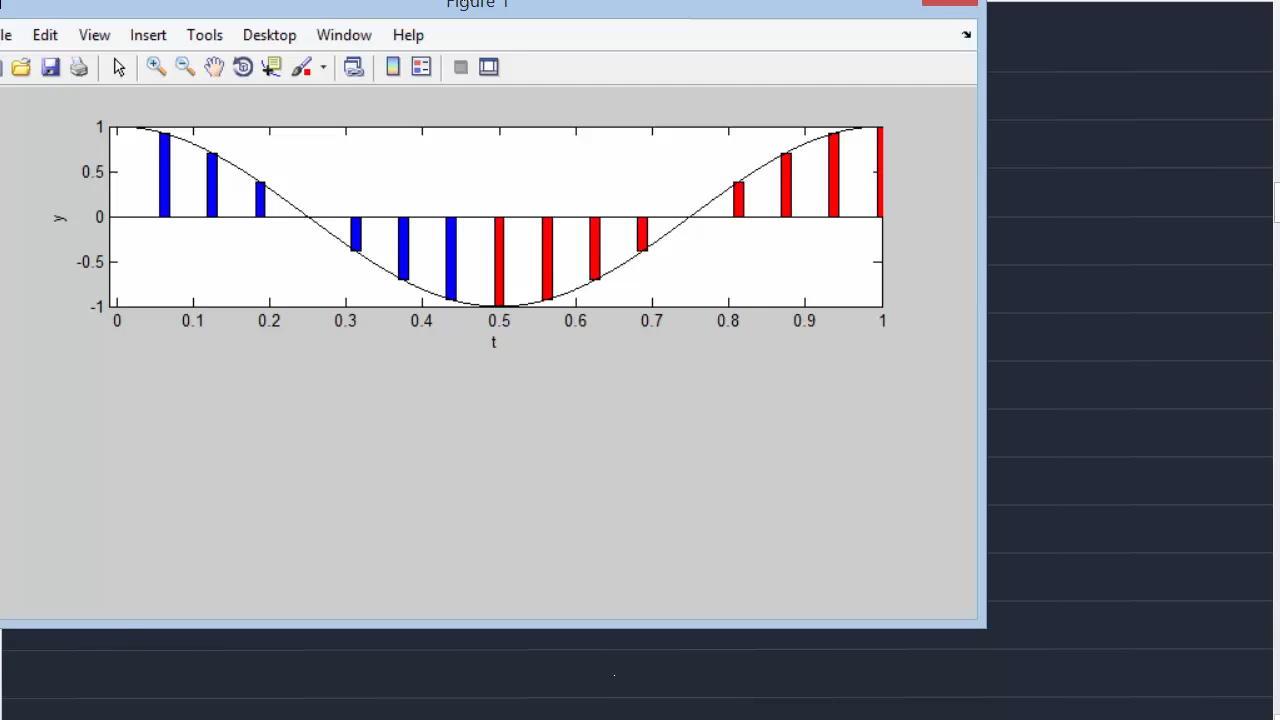 Figure 1
le Edit View Insert Tools Desktop Window Help
1
0.5
0
-0.5
-1
y
0 0.1 0.2 0.3 0.4 0.5 0.6 0.7 0.8 0.9 1
t